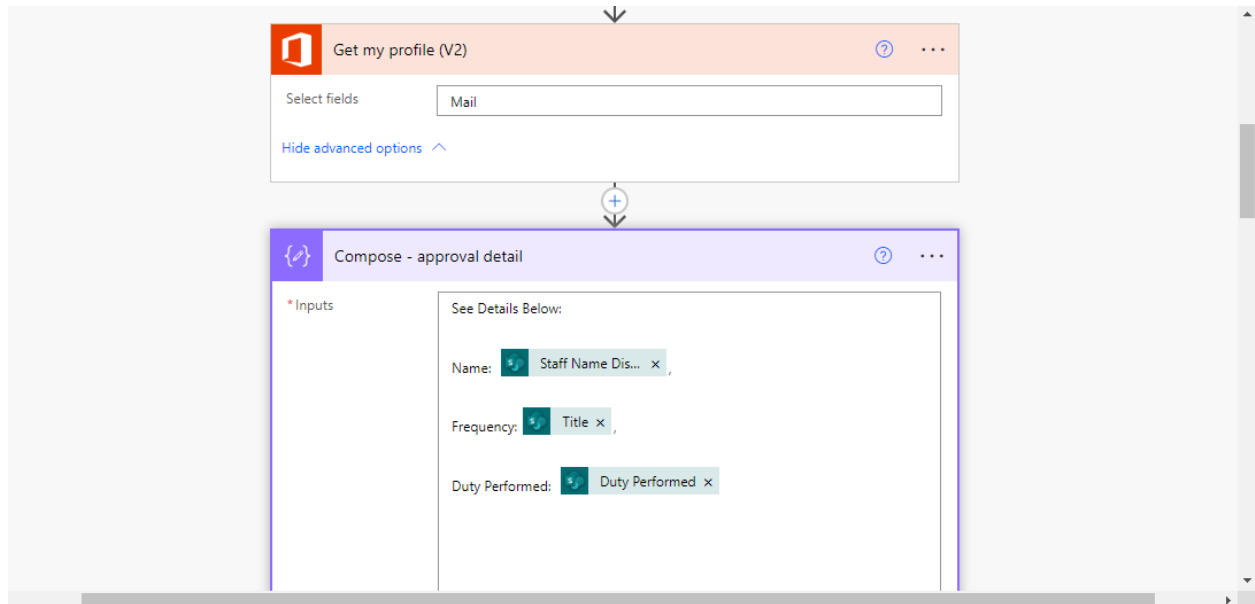 Get my profile (V2)
Select fields Mail
Hide advanced options
Compose - approval detail
* Inputs
See Details Below:
Name: Staff Name Dis... × ,
Frequency: Title × ,
Duty Performed: Duty Performed ×